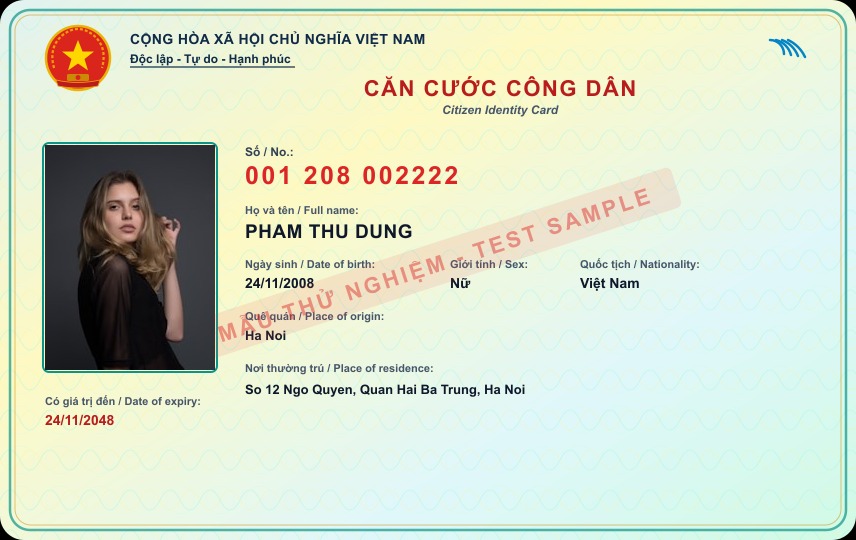 CỘNG HÒA XÃ HỘI CHỦ NGHĨA VIỆT NAM
Độc lập - Tự do - Hạnh phúc
CĂN CƯỚC CÔNG DÂN
Citizen Identity Card
Số / No.:
001 208 002222
Họ và tên / Full name:
PHAM THU DUNG
Ngày sinh / Date of birth: Giới tính / Sex: Quốc tịch / Nationality:
24/11/2008 Nữ Việt Nam
MẪU THỬ NGHIỆM - TEST SAMPLE
Quê quán / Place of origin:
Ha Noi
Nơi thường trú / Place of residence:
So 12 Ngo Quyen, Quan Hai Ba Trung, Ha Noi
Có giá trị đến / Date of expiry:
24/11/2048